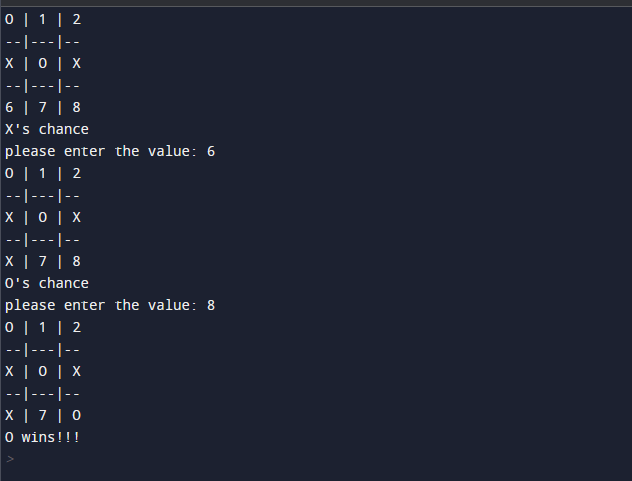 O | 1 | 2
--|---|--
X | O | X
--|---|--
6 | 7 | 8
X's chance
please enter the value: 6
O | 1 | 2
--|---|--
X | O | X
--|---|--
X | 7 | 8
O's chance
please enter the value: 8
O | 1 | 2
--|---|--
X | O | X
--|---|--
X | 7 | O
O wins!!!
>